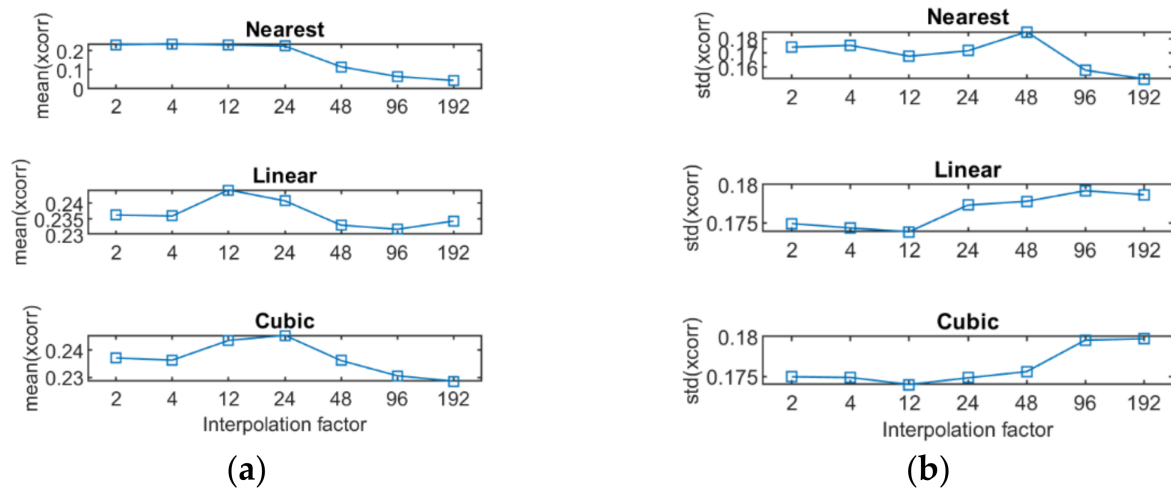 Nearest
mean(xcorr)
0.2
0.1
0
2 4 12 24 48 96 192
Linear
mean(xcorr)
0.24
0.235
0.23
2 4 12 24 48 96 192
Cubic
mean(xcorr)
0.24
0.23
2 4 12 24 48 96 192
Interpolation factor
(a)
Nearest
std(xcorr)
0.18
0.17
0.16
2 4 12 24 48 96 192
Linear
std(xcorr)
0.18
0.175
2 4 12 24 48 96 192
Cubic
std(xcorr)
0.18
0.175
2 4 12 24 48 96 192
Interpolation factor
(b)